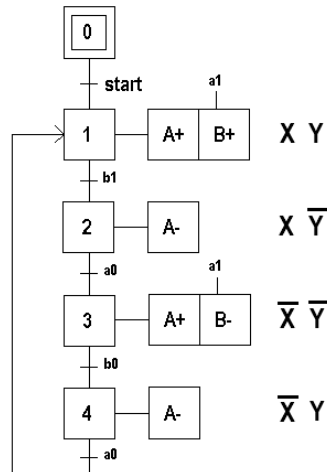 0
start
a1
1 A+ B+ X Y
b1
2 A- X Y̅
a0
a1
3 A+ B- X̅ Y̅
b0
4 A- X̅ Y
a0